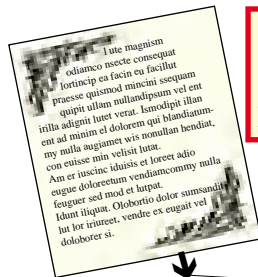 l ute magnism
odiamco nsecte consequat
lortincip ea facin eu facillut
praesse quismod mincini ssequam
quipit ullam nullandipsum vel ent
irilla adignit lutet verat. Ismodipit illan
ent ad minim el dolorem qui blandiatum-
my nulla augiamet wis nonullan hendiat,
con euisse min velisit lutat.
Am er iuscinc iduisis et loreet adio
eugue doloreetum vendiamcommy nulla
feuguer sed mod et lutpat.
Idunt iliquat. Olobortio dolor sumsandit
lut lor iriureet, vendre ex eugait vel
doloborer si.